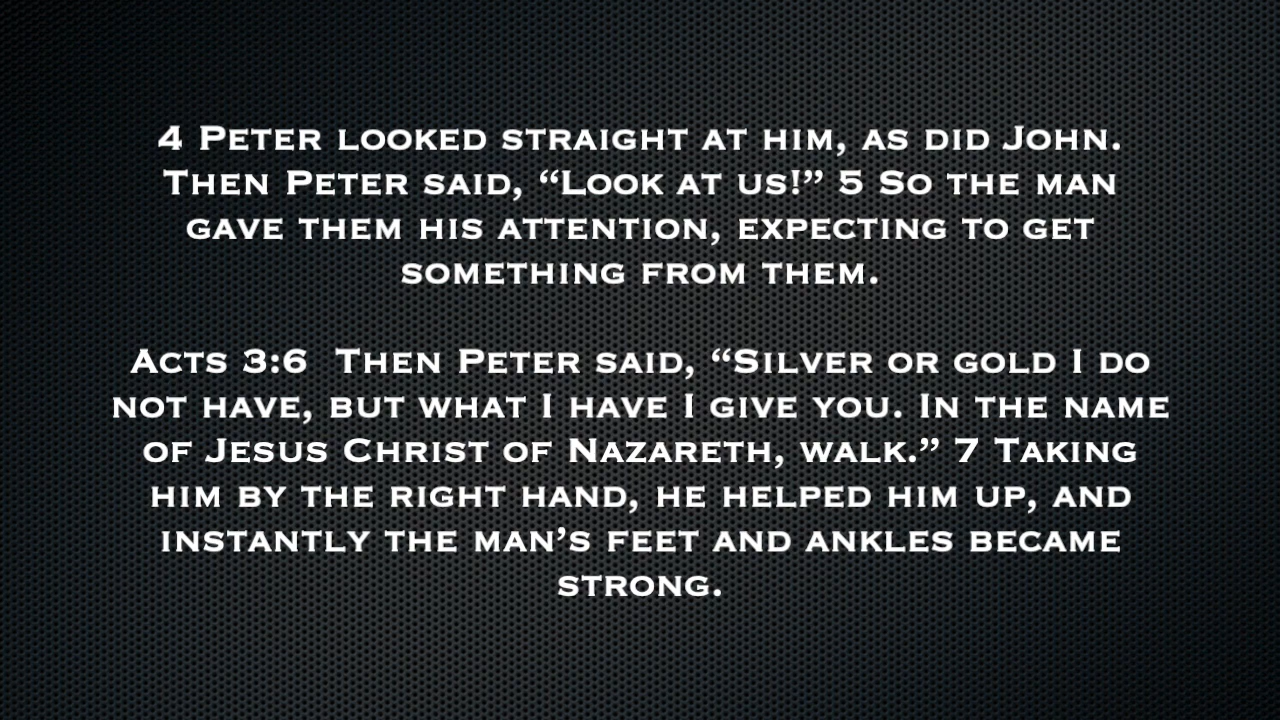 4 Peter looked straight at him, as did John.
Then Peter said, “Look at us!” 5 So the man
gave them his attention, expecting to get
something from them.
Acts 3:6  Then Peter said, “Silver or gold I do
not have, but what I have I give you. In the name
of Jesus Christ of Nazareth, walk.” 7 Taking
him by the right hand, he helped him up, and
instantly the man’s feet and ankles became
strong.